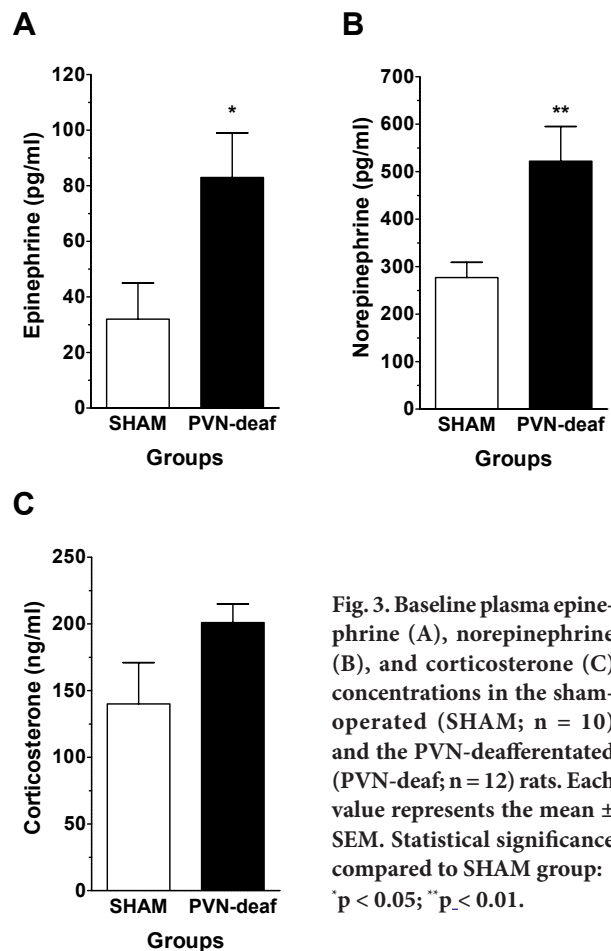 A
Epinephrine (pg/ml)
120
100
80
60
40
20
0
*
SHAM
PVN-deaf
Groups
B
Norepinephrine (pg/ml)
700
600
500
400
300
200
100
0
**
SHAM
PVN-deaf
Groups
C
Corticosterone (ng/ml)
250
200
150
100
50
0
SHAM
PVN-deaf
Groups
Fig. 3. Baseline plasma epine-
phrine (A), norepinephrine
(B), and corticosterone (C)
concentrations in the sham-
operated (SHAM; n = 10)
and the PVN-deafferentated
(PVN-deaf; n = 12) rats. Each
value represents the mean ±
SEM. Statistical significance
compared to SHAM group:
*p < 0.05; **p < 0.01.